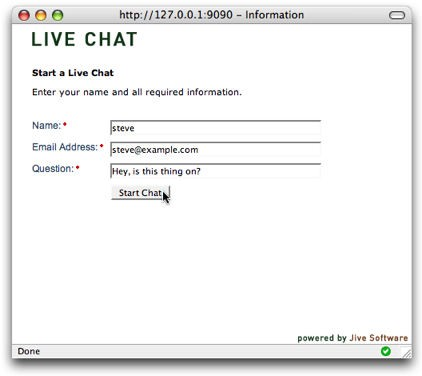 http://127.0.0.1:9090 – Information
LIVE CHAT
Start a Live Chat
Enter your name and all required information.
Name:* steve
Email Address:* steve@example.com
Question:* Hey, is this thing on?
Start Chat
powered by Jive Software
Done